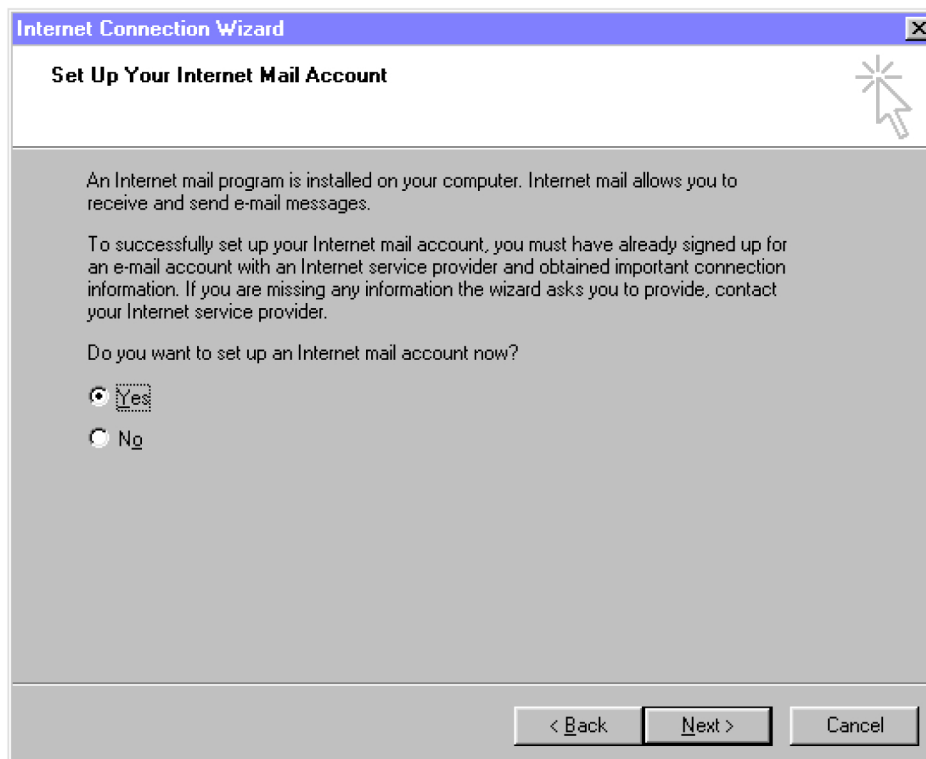 Internet Connection Wizard
Set Up Your Internet Mail Account
An Internet mail program is installed on your computer. Internet mail allows you to
receive and send e-mail messages.
To successfully set up your Internet mail account, you must have already signed up for
an e-mail account with an Internet service provider and obtained important connection
information. If you are missing any information the wizard asks you to provide, contact
your Internet service provider.
Do you want to set up an Internet mail account now?
Yes
No
< Back Next > Cancel